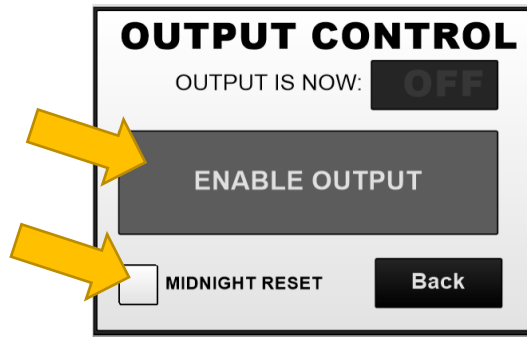 OUTPUT CONTROL
OUTPUT IS NOW: OFF
ENABLE OUTPUT
MIDNIGHT RESET Back